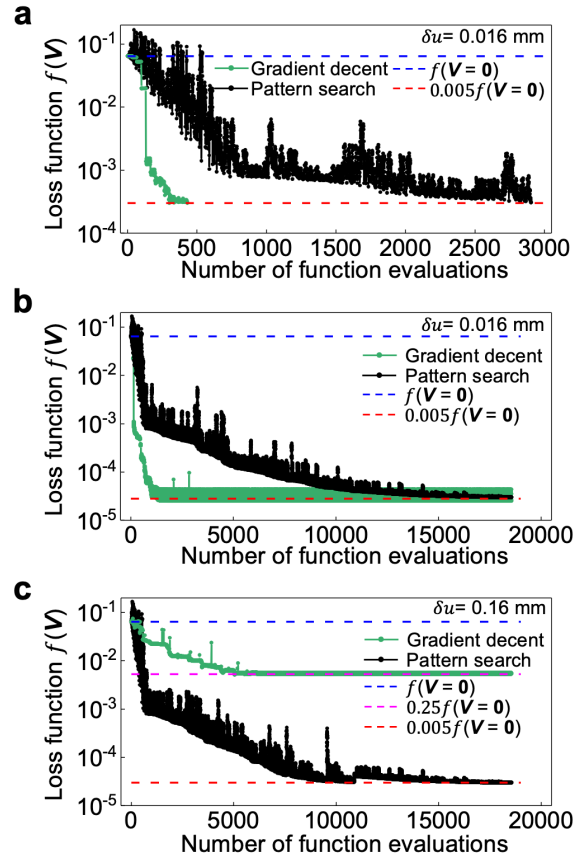 a
10⁻¹
10⁻²
10⁻³
10⁻⁴
Loss function f(V)
δu= 0.016 mm
Gradient decent
Pattern search
f(V = 0)
0.005f(V = 0)
0 500 1000 1500 2000 2500 3000
Number of function evaluations
b
10⁻¹
10⁻²
10⁻³
10⁻⁴
10⁻⁵
Loss function f(V)
δu= 0.016 mm
Gradient decent
Pattern search
f(V = 0)
0.005f(V = 0)
0 5000 10000 15000 20000
Number of function evaluations
c
10⁻¹
10⁻²
10⁻³
10⁻⁴
10⁻⁵
Loss function f(V)
δu= 0.16 mm
Gradient decent
Pattern search
f(V = 0)
0.25f(V = 0)
0.005f(V = 0)
0 5000 10000 15000 20000
Number of function evaluations